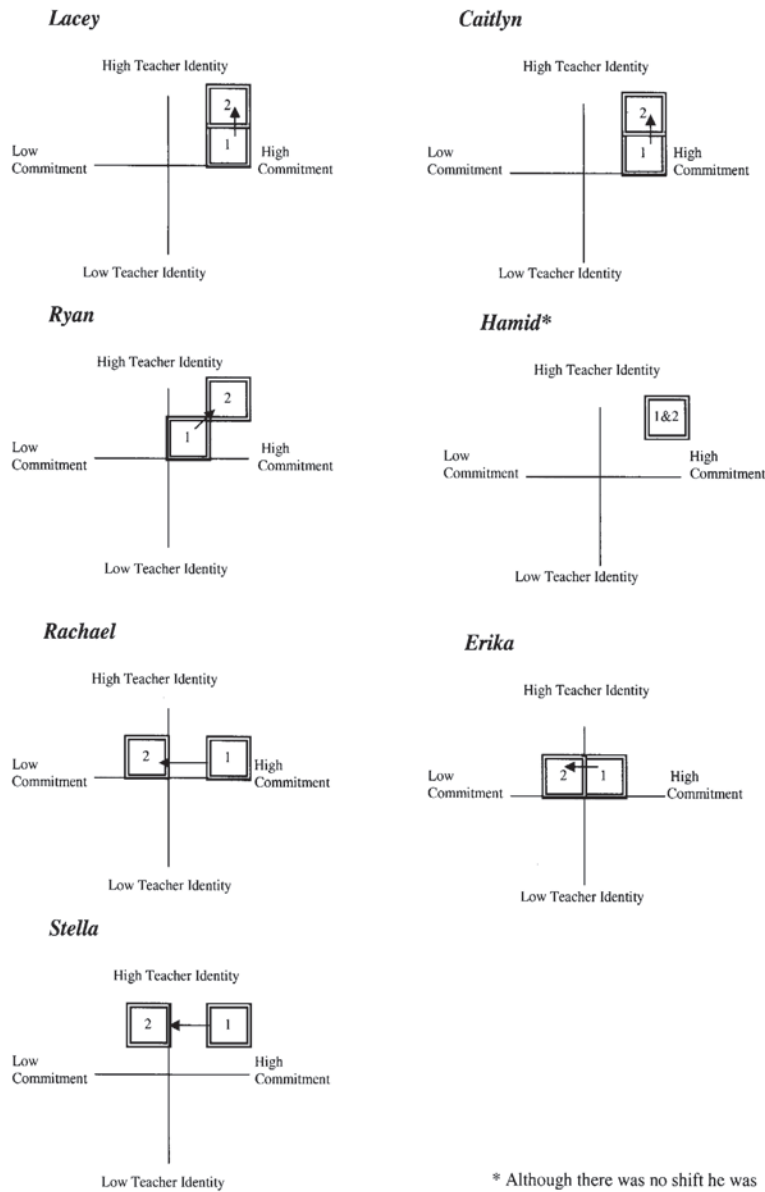 Lacey
High Teacher Identity
2
1
Low
Commitment
High
Commitment
Low Teacher Identity
Caitlyn
High Teacher Identity
2
1
Low
Commitment
High
Commitment
Low Teacher Identity
Ryan
High Teacher Identity
2
1
Low
Commitment
High
Commitment
Low Teacher Identity
Hamid*
High Teacher Identity
1&2
Low
Commitment
High
Commitment
Low Teacher Identity
Rachael
High Teacher Identity
2
1
Low
Commitment
High
Commitment
Low Teacher Identity
Erika
High Teacher Identity
2
1
Low
Commitment
High
Commitment
Low Teacher Identity
Stella
High Teacher Identity
2
1
Low
Commitment
High
Commitment
Low Teacher Identity
* Although there was no shift he was